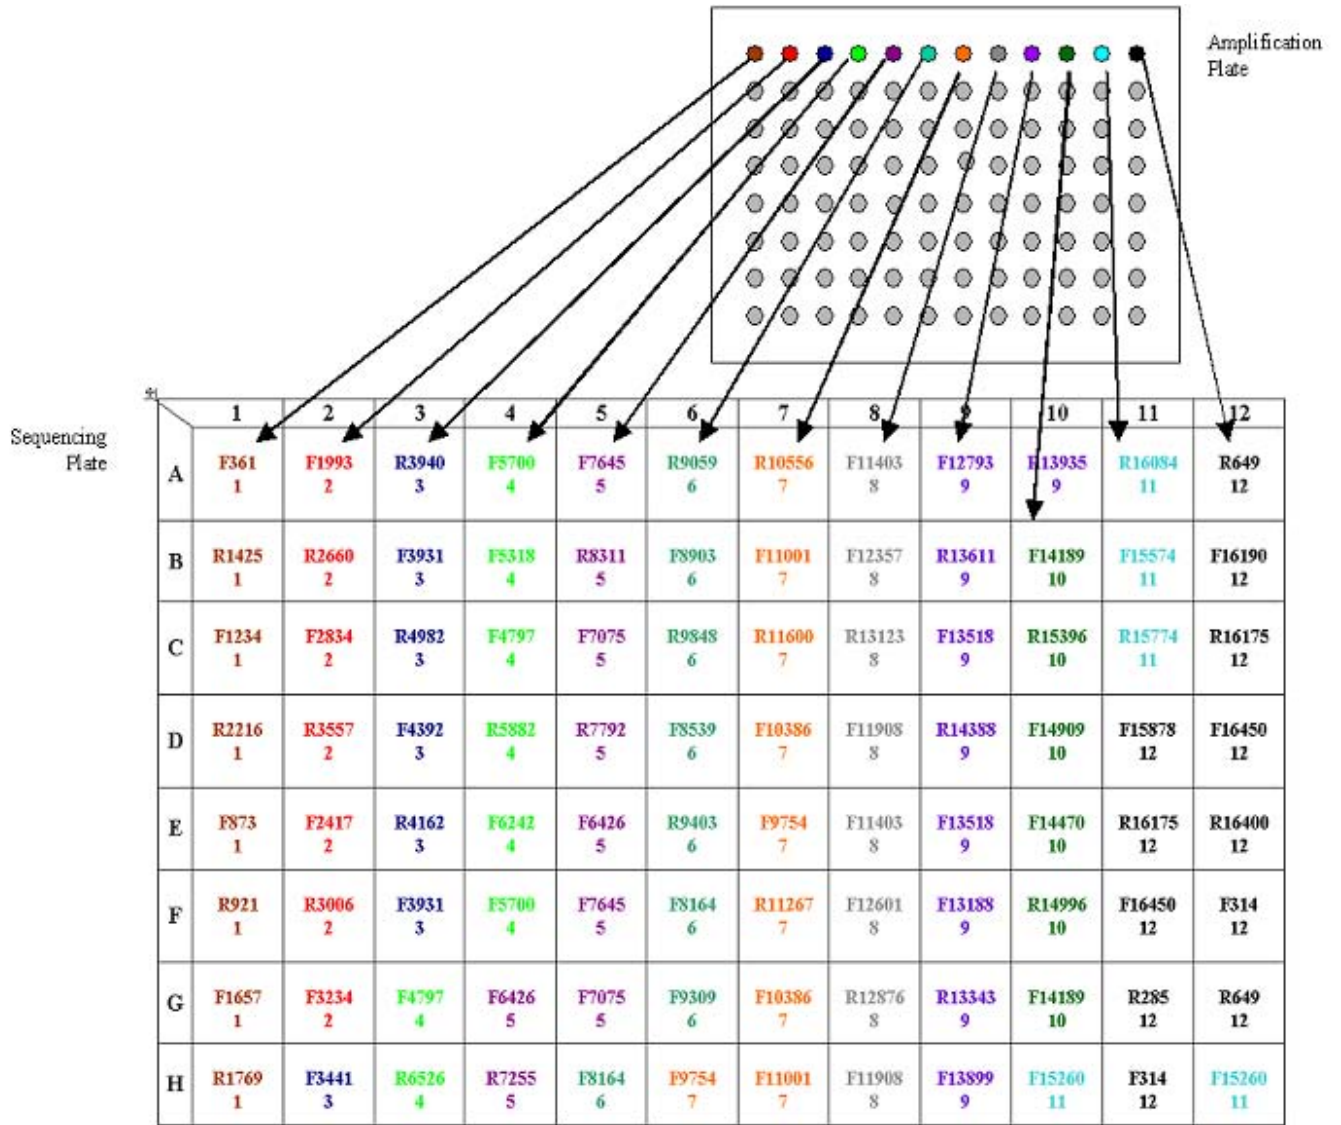 Amplification
Plate
Sequencing
Plate
1 2 3 4 5 6 7 8 9 10 11 12
A F361 F1993 R3940 F5700 F7645 R9059 R10556 F11403 F12793 R13935 R16084 R649
1 2 3 4 5 6 7 8 9 9 11 12
B R1425 R2660 F3931 F5318 R8311 F8903 F11001 F12357 R13611 F14189 F15574 F16190
1 2 3 4 5 6 7 8 9 10 11 12
C F1234 F2834 R4982 F4797 F7075 R9848 R11600 R13123 F13518 R15396 R15774 R16175
1 2 3 4 5 6 7 8 9 10 11 12
D R2216 R3557 F4392 R5882 R7792 F8539 F10386 F11908 R14388 F14909 F15878 F16450
1 2 3 4 5 6 7 8 9 10 12 12
E F873 F2417 R4162 F6242 F6426 R9403 F9754 F11403 F13518 F14470 R16175 R16400
1 2 3 4 5 6 7 8 9 10 12 12
F R921 R3006 F3931 F5700 F7645 F8164 R11267 F12601 F13188 R14996 F16450 F314
1 2 3 4 5 6 7 8 9 10 12 12
G F1657 F3234 F4797 F6426 F7075 F9309 F10386 R12876 R13343 F14189 R285 R649
1 2 4 5 5 6 7 8 9 10 12 12
H R1769 F3441 R6526 R7255 F8164 F9754 F11001 F11908 F13899 F15260 F314 F15260
1 3 4 5 6 7 7 8 9 11 12 11